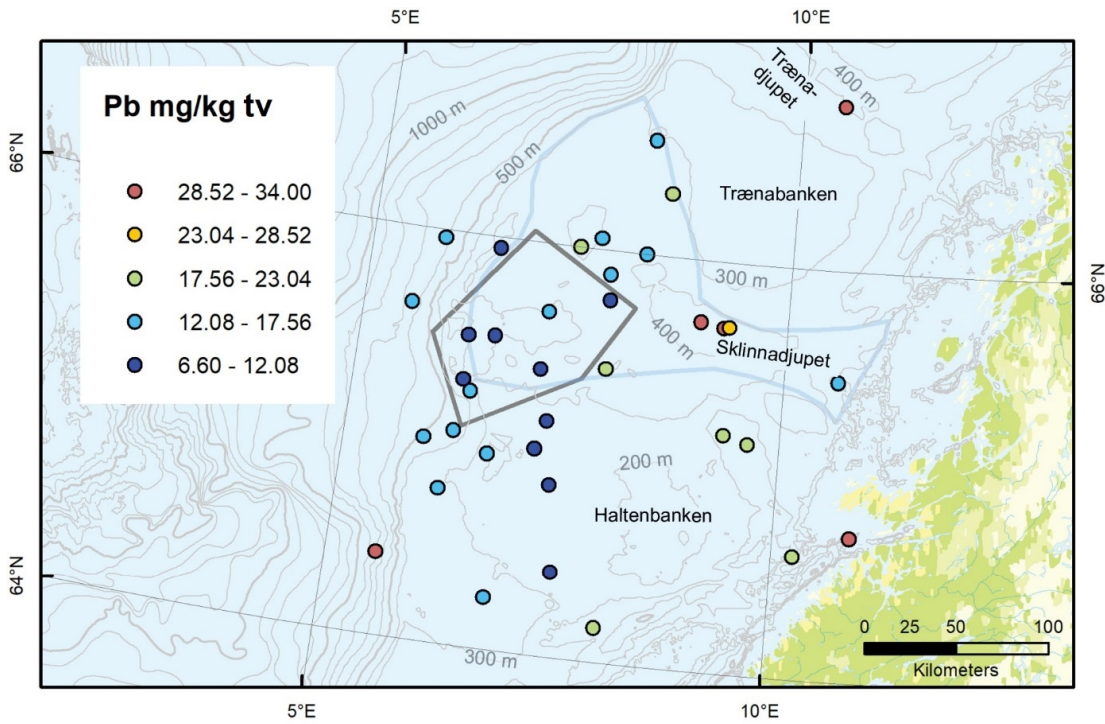 5°E
10°E
Træna-
djupet
400 m
Pb mg/kg tv
1000 m
66°N
500 m
28.52 - 34.00
Trænabanken
23.04 - 28.52
17.56 - 23.04
300 m
66°N
12.08 - 17.56
400 m
Sklinnadjupet
6.60 - 12.08
200 m
Haltenbanken
64°N
0 25 50 100
Kilometers
300 m
5°E
10°E